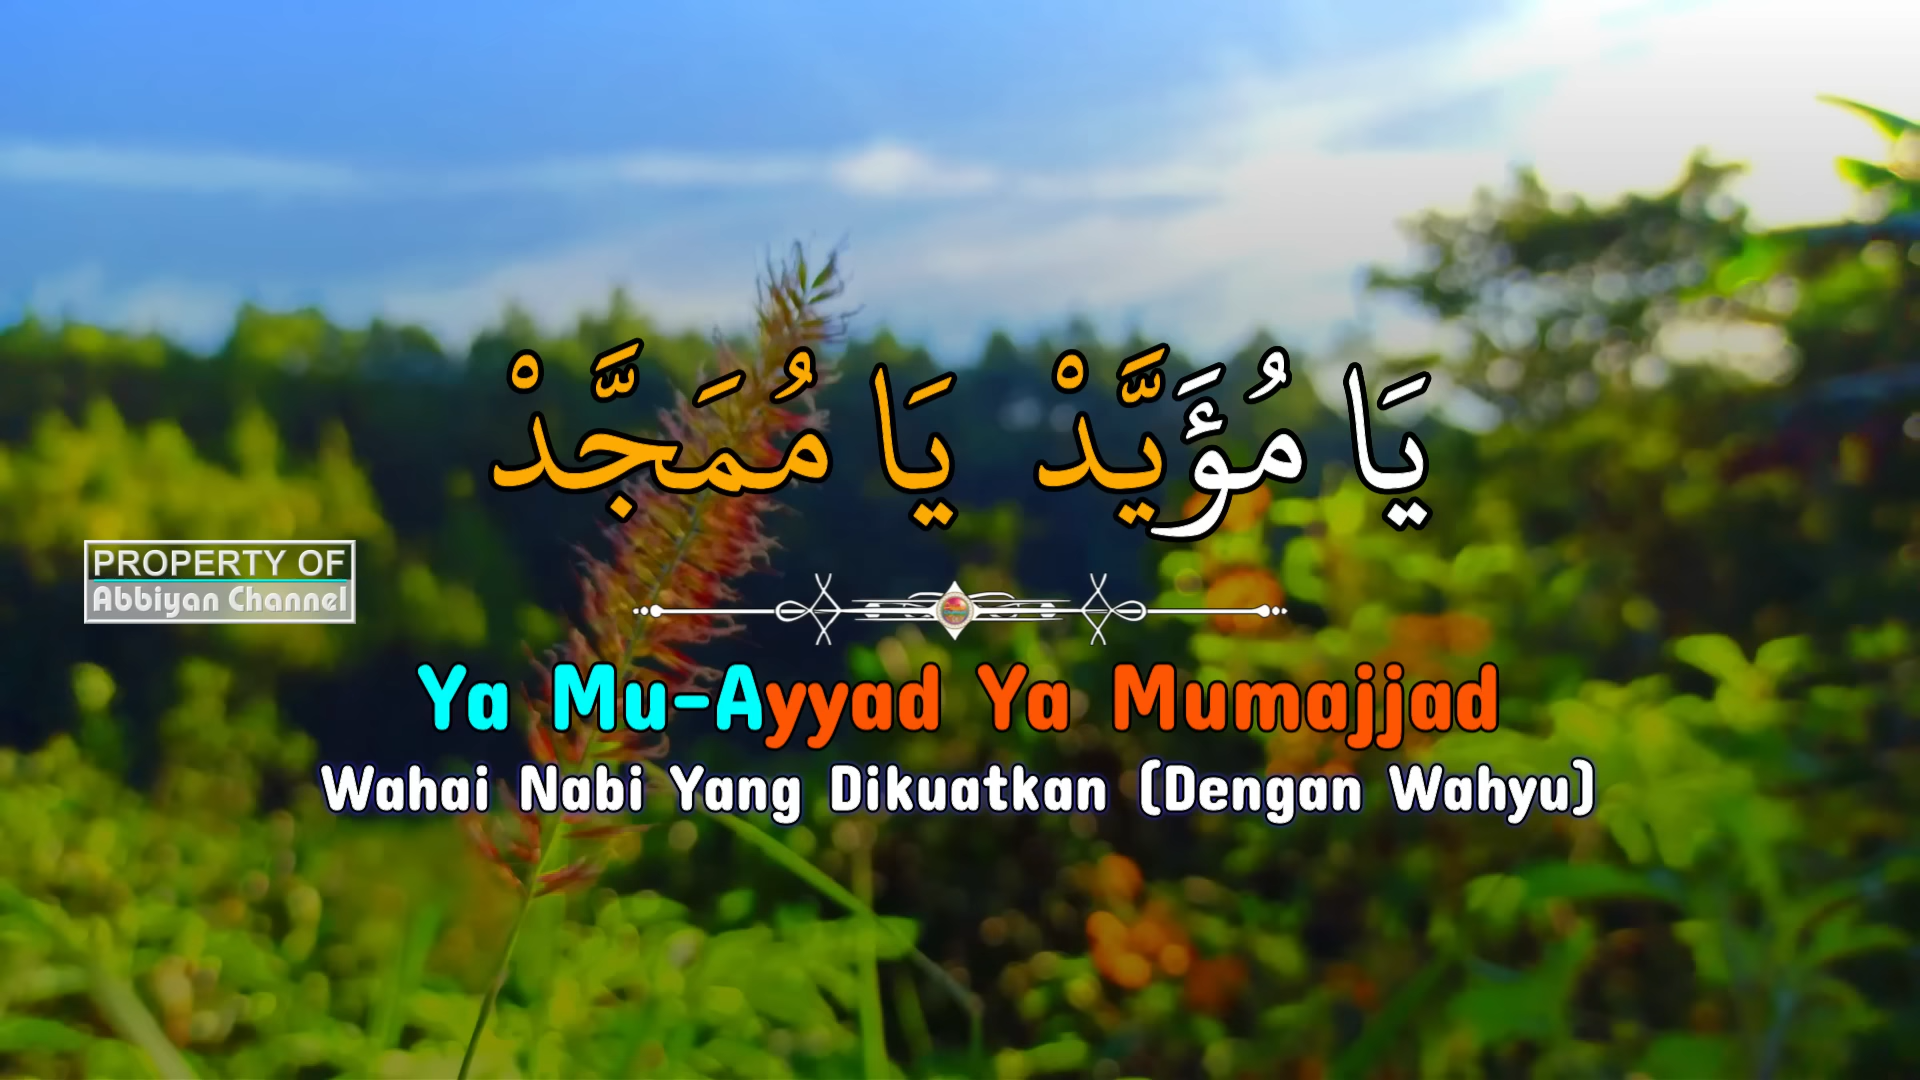 يَا مُؤَيَّدْ يَا مُمَجَّدْ
PROPERTY OF
Abbiyan Channel
Ya Mu-Ayyad Ya Mumajjad
Wahai Nabi Yang Dikuatkan (Dengan Wahyu)